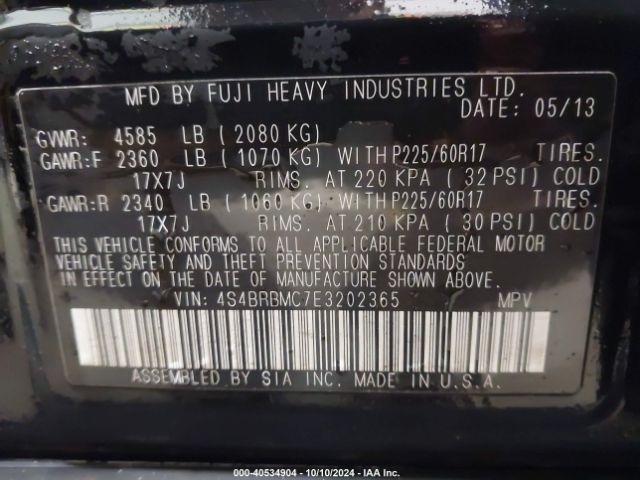 MFD BY FUJI HEAVY INDUSTRIES LTD.
DATE: 05/13
GVWR: 4585 LB (2080 KG)
GAWR:F 2360 LB (1070 KG) WITH P225/60R17 TIRES.
17X7J RIMS. AT 220 KPA (32 PSI) COLD
GAWR:R 2340 LB (1060 KG) WITH P225/60R17 TIRES.
17X7J RIMS. AT 210 KPA (30 PSI) COLD
THIS VEHICLE CONFORMS TO ALL APPLICABLE FEDERAL MOTOR
VEHICLE SAFETY AND THEFT PREVENTION STANDARDS
IN EFFECT ON THE DATE OF MANUFACTURE SHOWN ABOVE.
VIN: 4S4BRBMC7E3202365 MPV
ASSEMBLED BY SIA INC. MADE IN U.S.A.
000-40534904 - 10/10/2024 - IAA Inc.